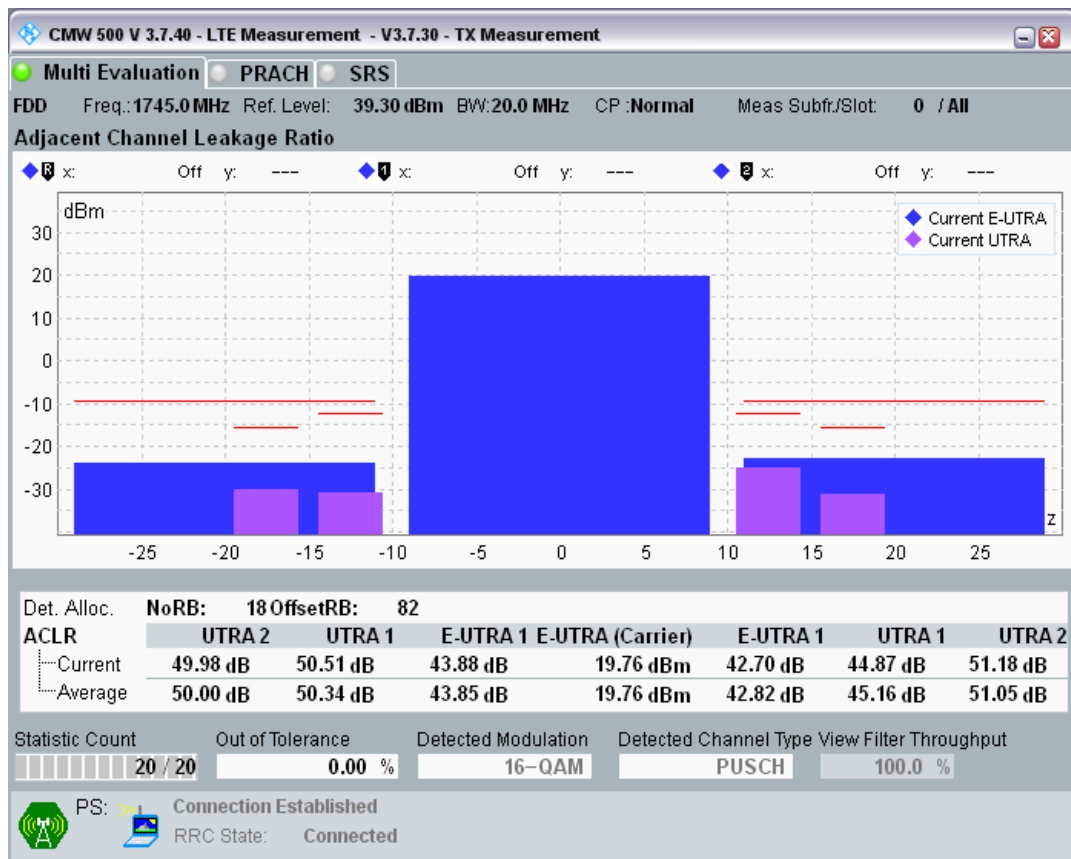 CMW 500 V 3.7.40 - LTE Measurement - V3.7.30 - TX Measurement
Multi Evaluation PRACH SRS
FDD Freq.:1745.0 MHz Ref. Level: 39.30 dBm BW:20.0 MHz CP :Normal Meas Subfr./Slot: 0 / All
Adjacent Channel Leakage Ratio
R x: Off y: --- 1 x: Off y: --- 2 x: Off y: ---
dBm
Current E-UTRA
Current UTRA
30
20
10
0
-10
-20
-30
z
-25 -20 -15 -10 -5 0 5 10 15 20 25
Det. Alloc. NoRB: 18 OffsetRB: 82
ACLR UTRA 2 UTRA 1 E-UTRA 1 E-UTRA (Carrier) E-UTRA 1 UTRA 1 UTRA 2
Current 49.98 dB 50.51 dB 43.88 dB 19.76 dBm 42.70 dB 44.87 dB 51.18 dB
Average 50.00 dB 50.34 dB 43.85 dB 19.76 dBm 42.82 dB 45.16 dB 51.05 dB
Statistic Count Out of Tolerance Detected Modulation Detected Channel Type View Filter Throughput
20 / 20 0.00 % 16-QAM PUSCH 100.0 %
PS: Connection Established
RRC State: Connected